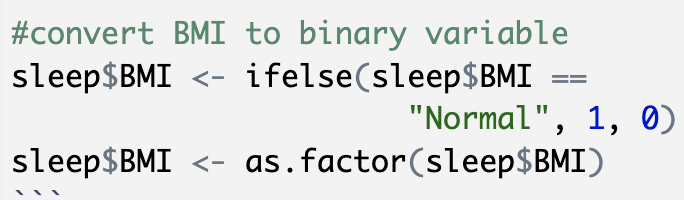 #convert BMI to binary variable
sleep$BMI <- ifelse(sleep$BMI ==
"Normal", 1, 0)
sleep$BMI <- as.factor(sleep$BMI)
```